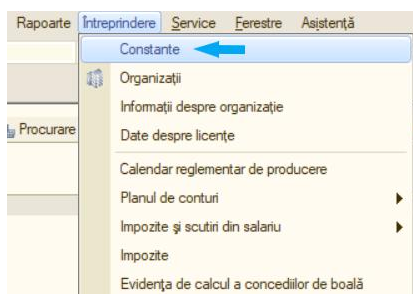 Rapoarte Întreprindere Service Ferestre Asistență
Constante
Organizații
Informații despre organizație
Procurare
Date despre licențe
Calendar reglementar de producere
Planul de conturi
Impozite și scutiri din salariu
Impozite
Evidența de calcul a concediilor de boală